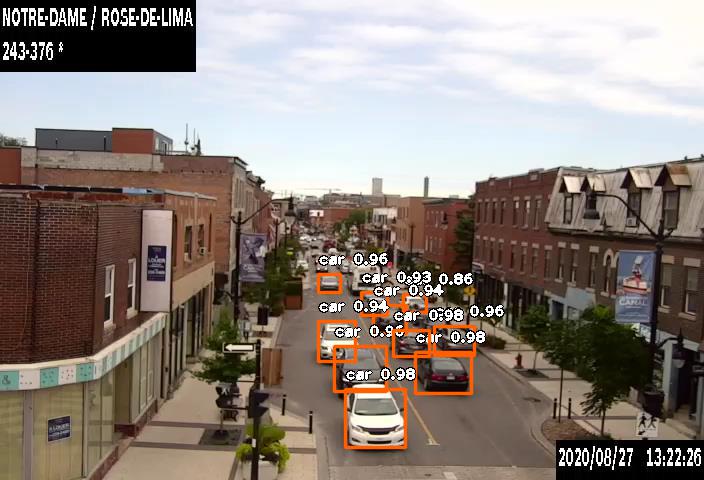 NOTRE-DAME / ROSE-DE-LIMA
243-376 *
car 0.96
car 0.93
0.86
car 0.94
car 0.94
car 0.98
0.96
car 0.96
car 0.98
car 0.98
À LOUER
CANAL
2020/08/27 13:22:26